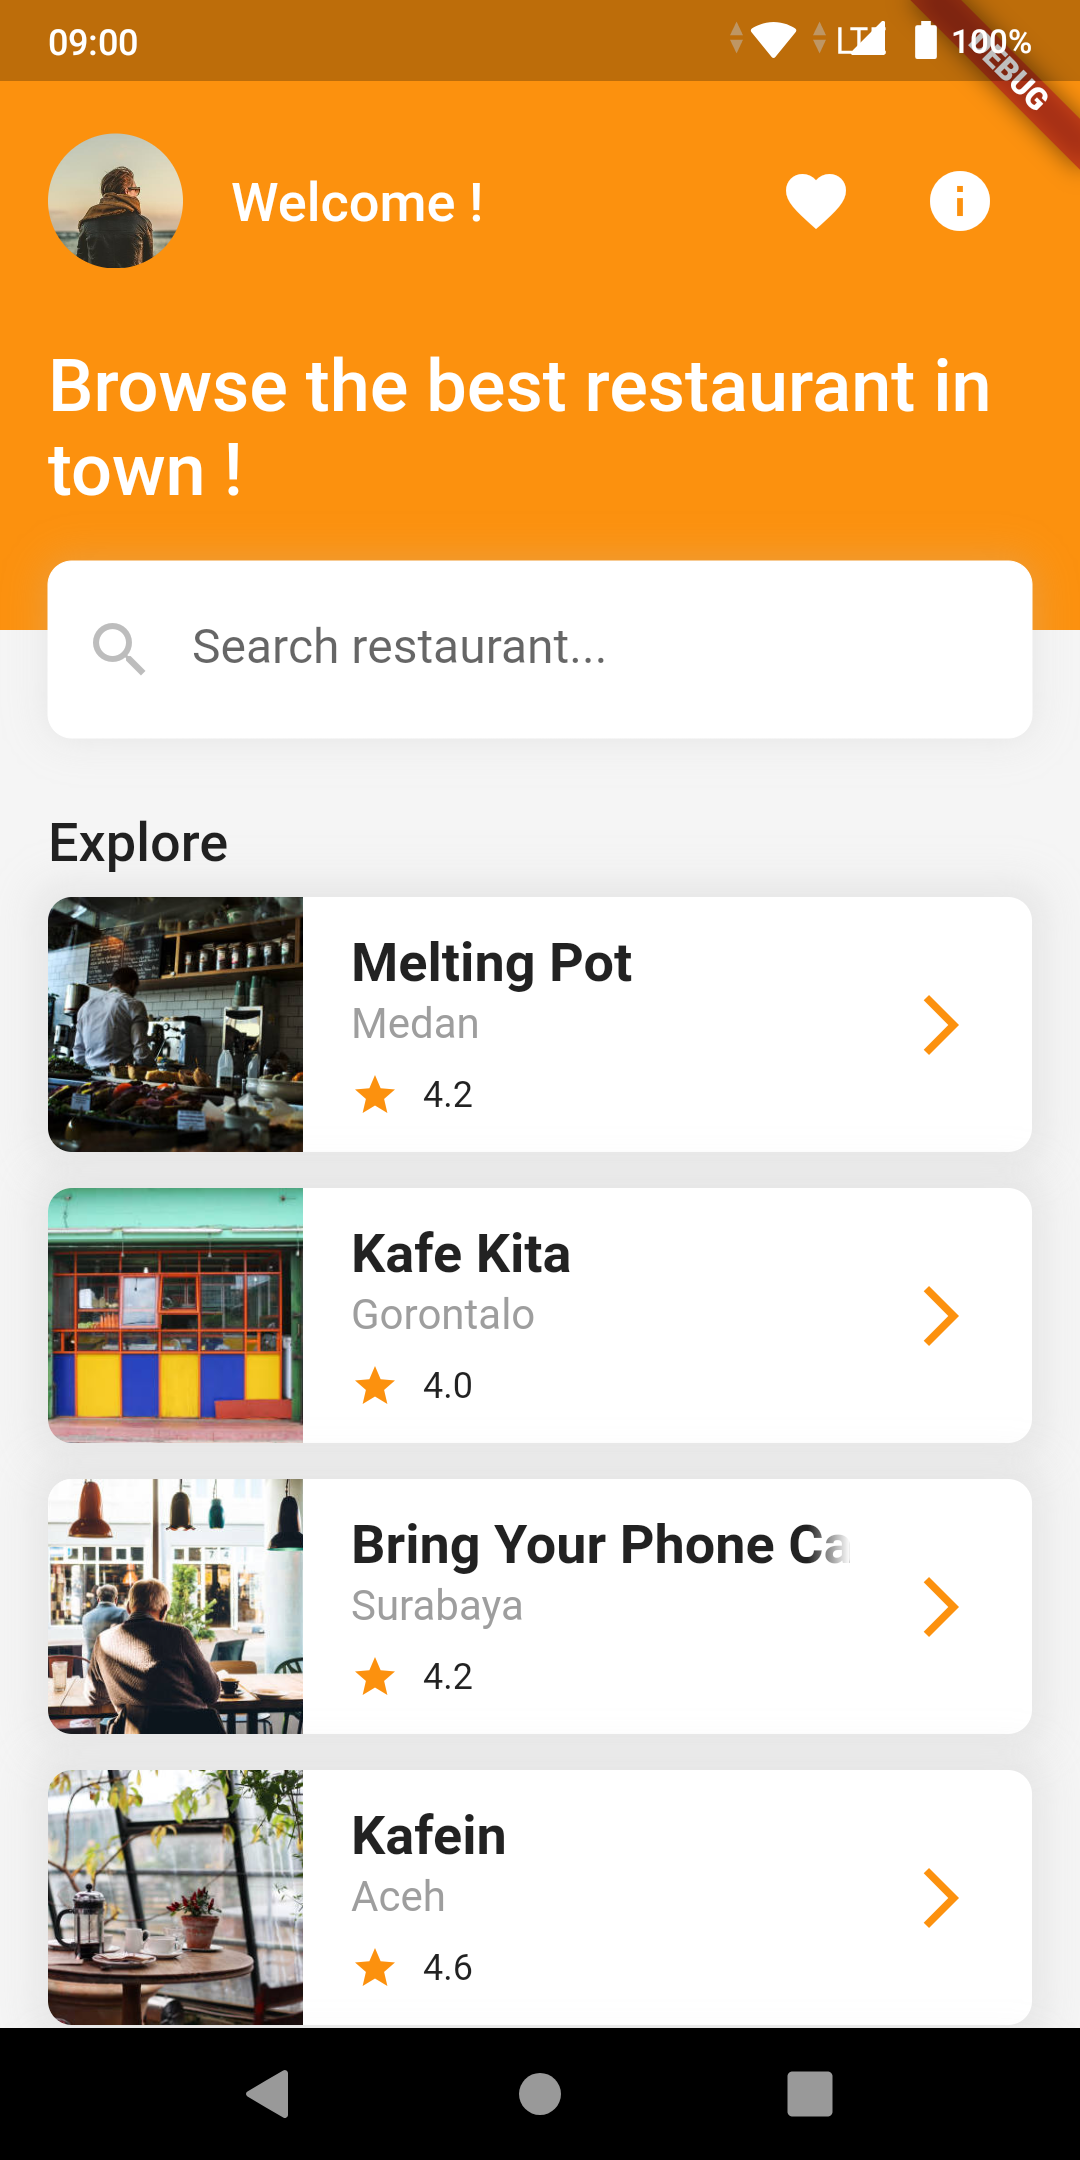 09:00
LTE 100%
DEBUG
Welcome !
Browse the best restaurant in
town !
Search restaurant...
Explore
Melting Pot
Medan
4.2
Kafe Kita
Gorontalo
4.0
Bring Your Phone Ca
Surabaya
4.2
Kafein
Aceh
4.6